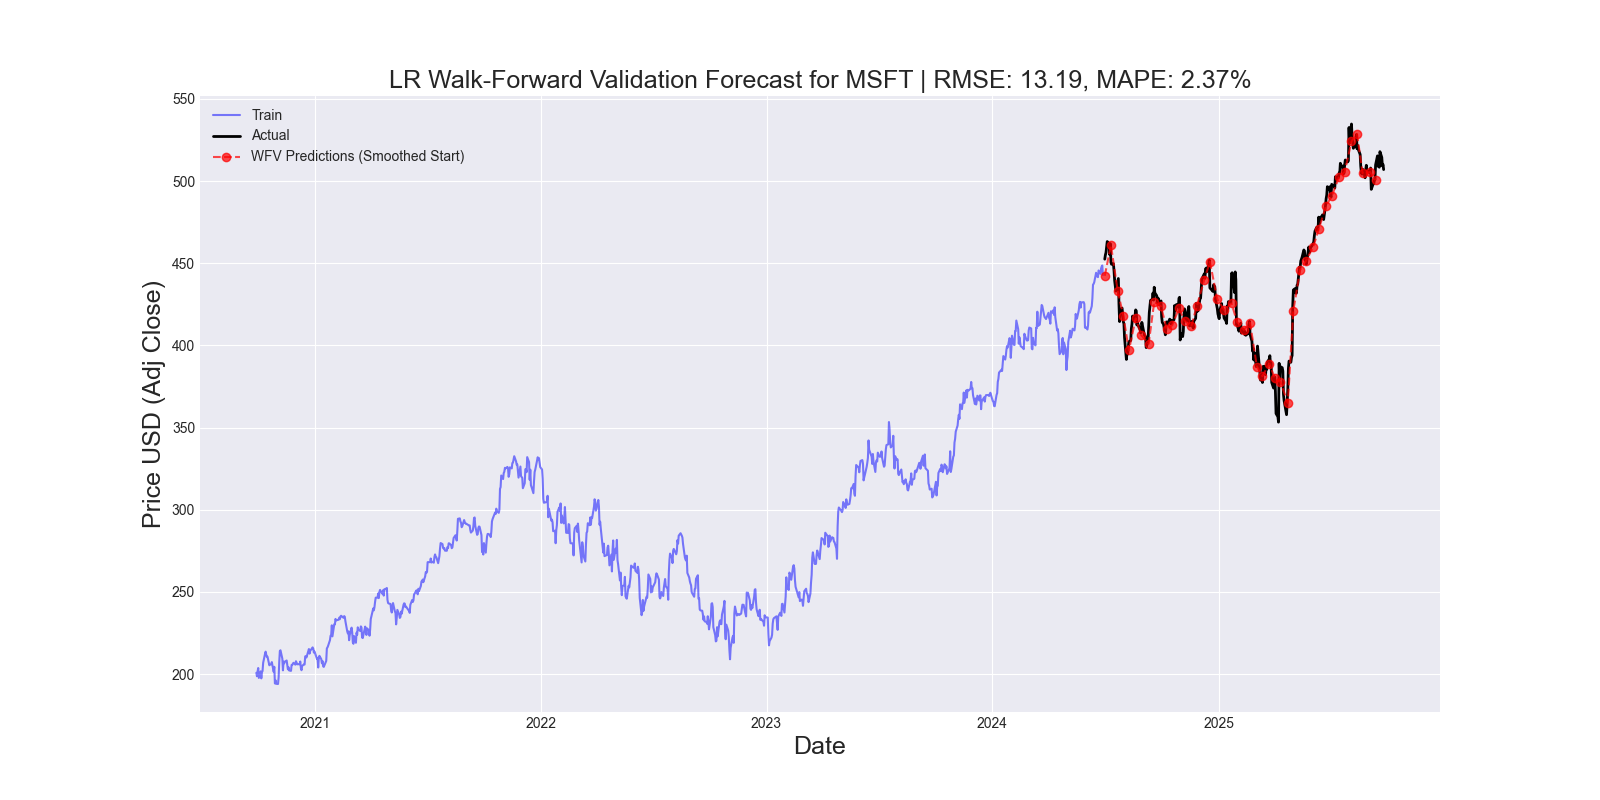 LR Walk-Forward Validation Forecast for MSFT | RMSE: 13.19, MAPE: 2.37%
Train
Actual
WFV Predictions (Smoothed Start)
Price USD (Adj Close)
550
500
450
400
350
300
250
200
2021
2022
2023
2024
2025
Date